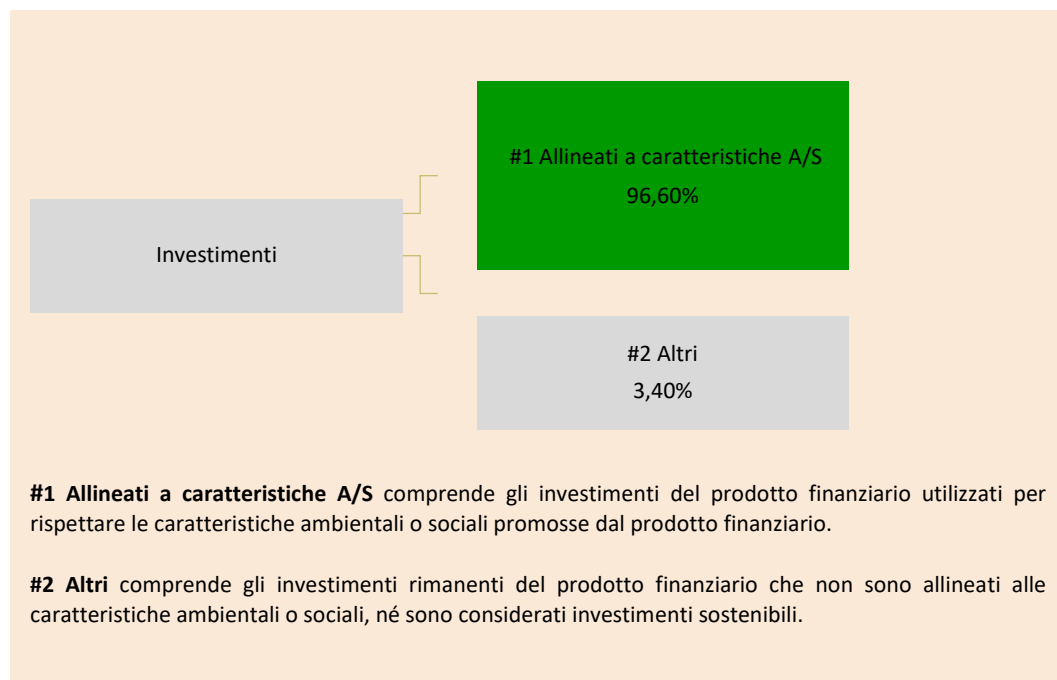 #1 Allineati a caratteristiche A/S
96,60%
Investimenti
#2 Altri
3,40%
#1 Allineati a caratteristiche A/S comprende gli investimenti del prodotto finanziario utilizzati per
rispettare le caratteristiche ambientali o sociali promosse dal prodotto finanziario.
#2 Altri comprende gli investimenti rimanenti del prodotto finanziario che non sono allineati alle
caratteristiche ambientali o sociali, né sono considerati investimenti sostenibili.